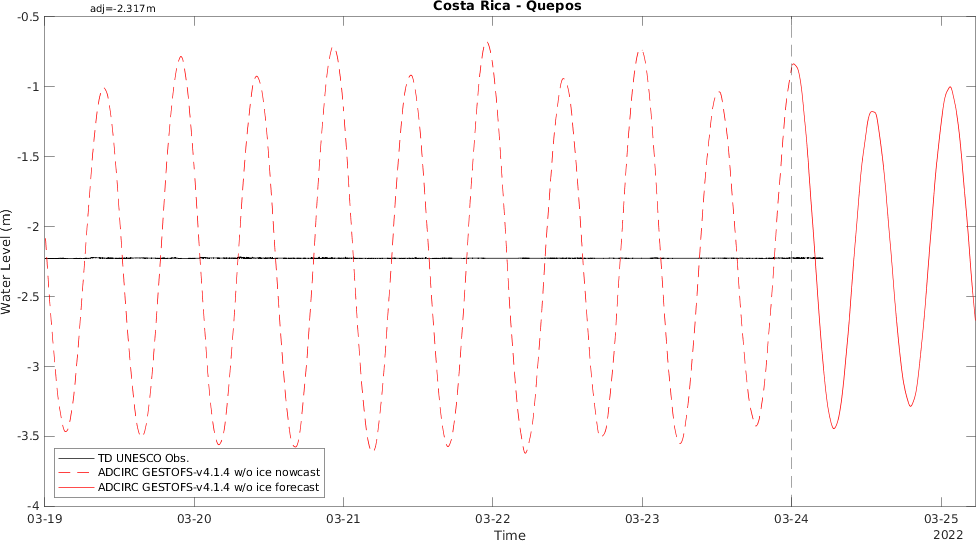 adj=-2.317m
Costa Rica - Quepos
-0.5
-1
-1.5
-2
-2.5
-3
-3.5
-4
Water Level (m)
TD UNESCO Obs.
ADCIRC GESTOFS-v4.1.4 w/o ice nowcast
ADCIRC GESTOFS-v4.1.4 w/o ice forecast
03-19 03-20 03-21 03-22 03-23 03-24 03-25
Time
2022